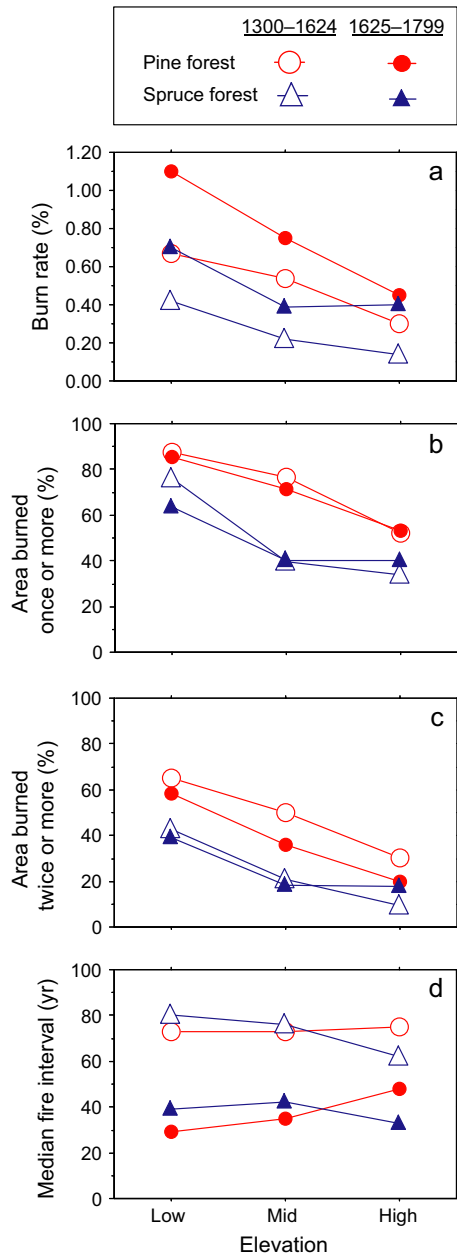 1300–1624 1625–1799
Pine forest
Spruce forest
a
1.20
1.00
0.80
0.60
0.40
0.20
0.00
Burn rate (%)
b
100
80
60
40
20
0
Area burned
once or more (%)
c
100
80
60
40
20
0
Area burned
twice or more (%)
d
100
80
60
40
20
0
Median fire interval (yr)
Low Mid High
Elevation